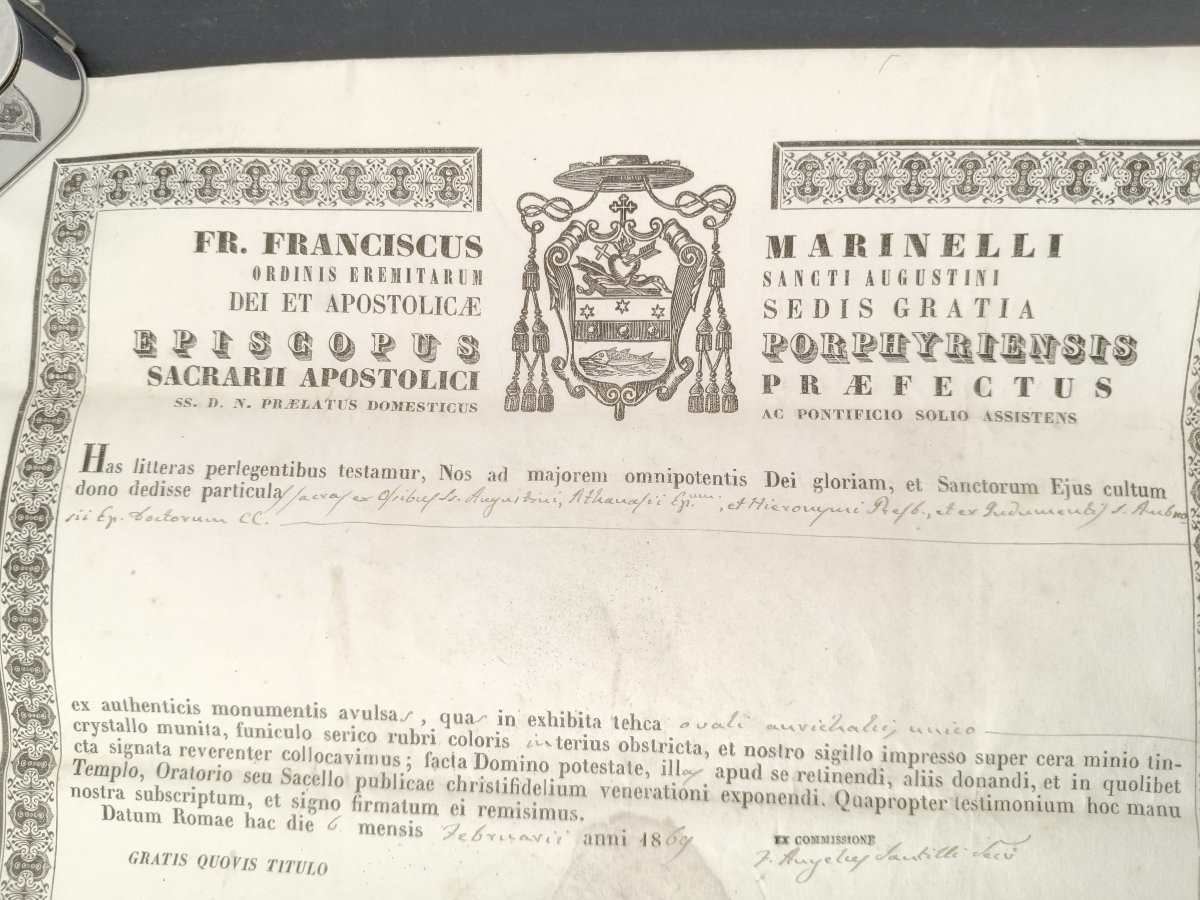 FR. FRANCISCUS MARINELLI
ORDINIS EREMITARUM SANCTI AUGUSTINI
DEI ET APOSTOLICÆ SEDIS GRATIA
EPISCOPUS PORPHYRIENSIS
SACRARII APOSTOLICI PRÆFECTUS
SS. D. N. PRÆLATUS DOMESTICUS AC PONTIFICIO SOLIO ASSISTENS
Has litteras perlegentibus testamur, Nos ad majorem omnipotentis Dei gloriam, et Sanctorum Ejus cultum
dono dedisse particulas sacras ex Ossibus Ss. Augustini, Athanasii Ep., et Hieronymi Presb., et ex Indumentis S. Ambro
sii Ep. Doctorum CC.
ex authenticis monumentis avulsas, quas in exhibita tehca ovali aurichalci, unico
crystallo munita, funiculo serico rubri coloris interius obstricta, et nostro sigillo impresso super cera minio tin-
cta signata reverenter collocavimus; facta Domino potestate, illas apud se retinendi, aliis donandi, et in quolibet
Templo, Oratorio seu Sacello publicae christifidelium venerationi exponendi. Quapropter testimonium hoc manu
nostra subscriptum, et signo firmatum ei remisimus.
Datum Romae hac die 6 mensis Februarii anni 1869
EX COMMISSIONE
GRATIS QUOVIS TITULO
F. Angelus Santilli